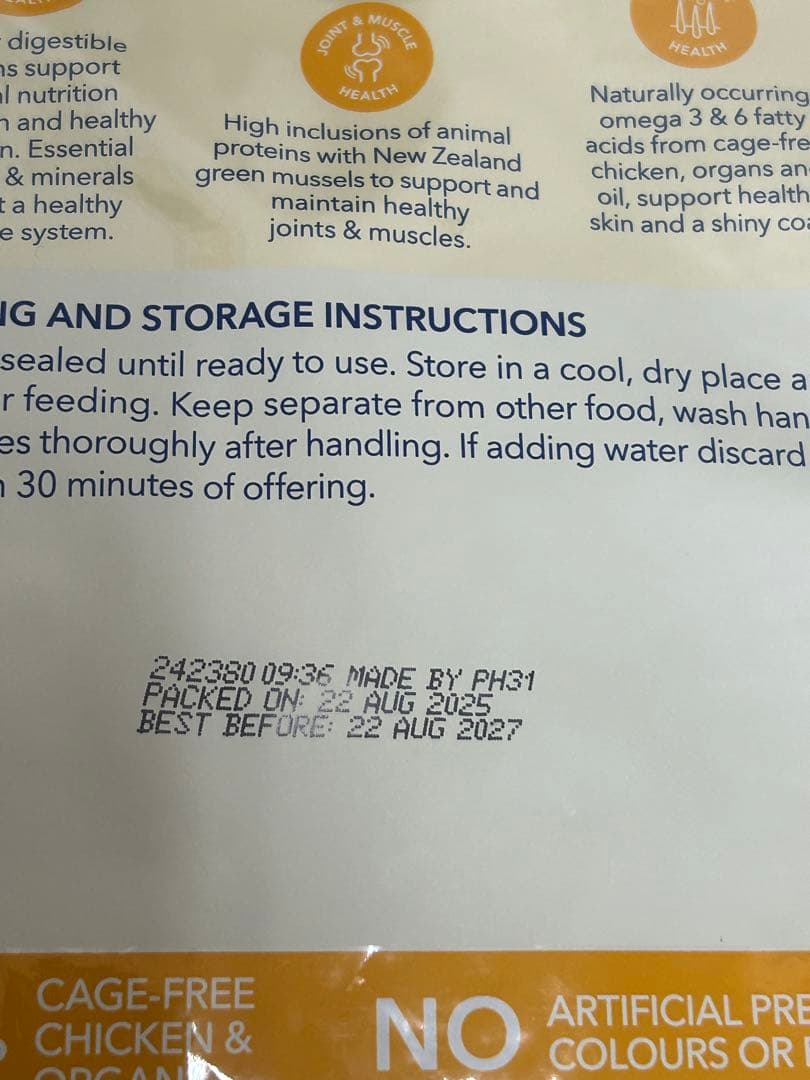 digestible
support
nutrition
and healthy
Essential
& minerals
a healthy
system.
JOINT & MUSCLE
HEALTH
High inclusions of animal
proteins with New Zealand
green mussels to support and
maintain healthy
joints & muscles.
HEALTH
Naturally occurring
omega 3 & 6 fatty
acids from cage-fre
chicken, organs an
oil, support health
skin and a shiny coa
AND STORAGE INSTRUCTIONS
sealed until ready to use. Store in a cool, dry place a
r feeding. Keep separate from other food, wash han
es thoroughly after handling. If adding water discard
30 minutes of offering.
242380 09:36 MADE BY PH31
PACKED ON: 22 AUG 2025
BEST BEFORE: 22 AUG 2027
CAGE-FREE
CHICKEN &
ORGAN
NO
ARTIFICIAL PRE
COLOURS OR